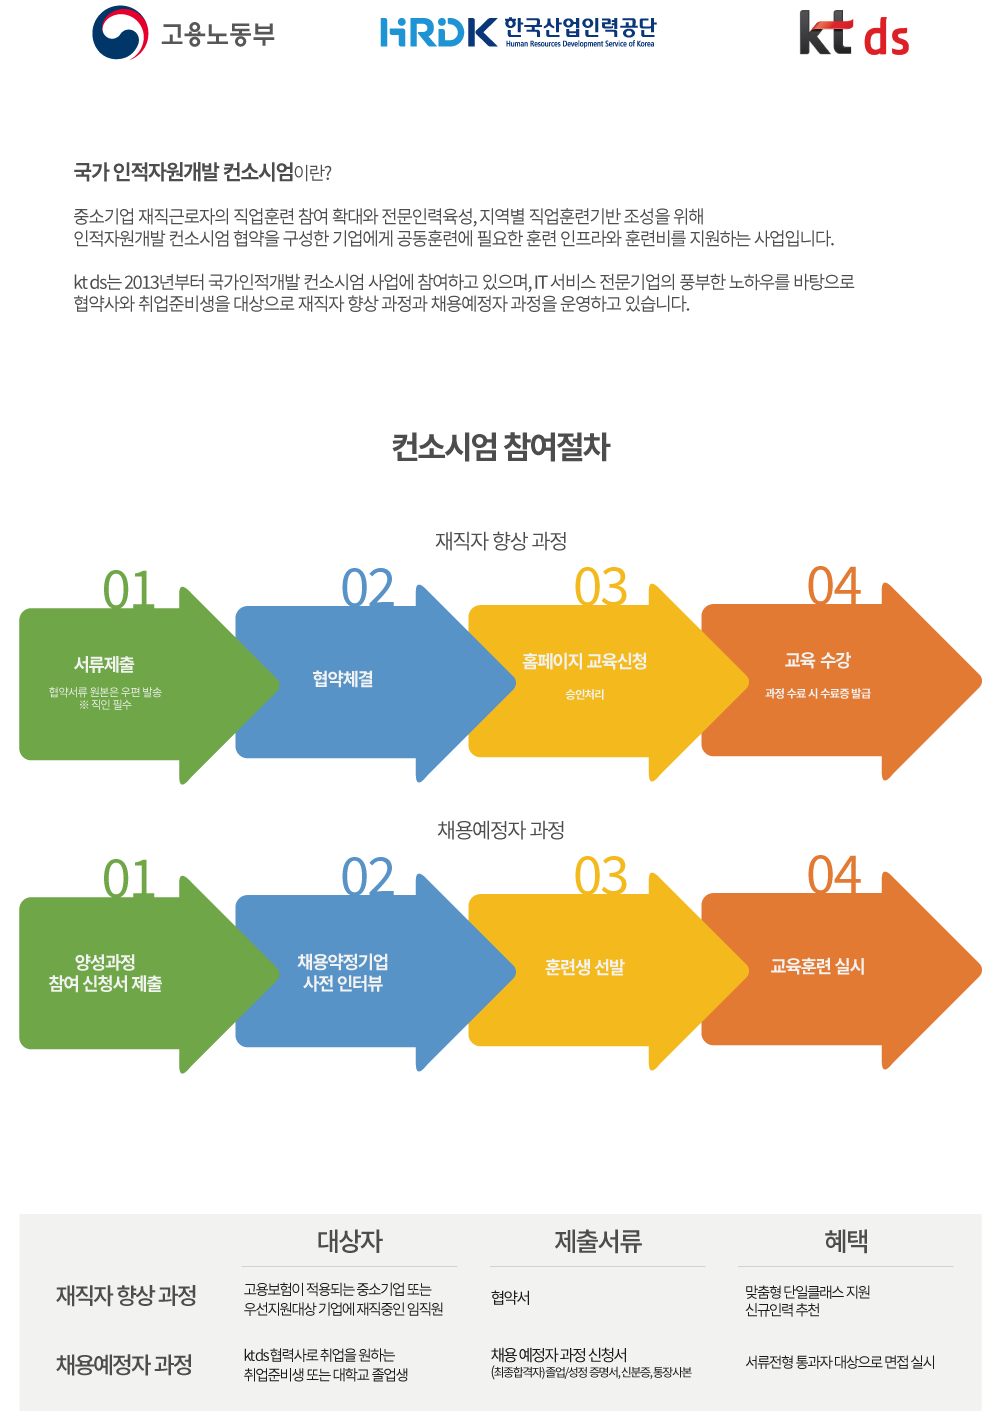 고용노동부
HRDK 한국산업인력공단
Human Resources Development Service of Korea
kt ds
국가 인적자원개발 컨소시엄이란?
중소기업 재직근로자의 직업훈련 참여 확대와 전문인력육성, 지역별 직업훈련기반 조성을 위해
인적자원개발 컨소시엄 협약을 구성한 기업에게 공동훈련에 필요한 훈련 인프라와 훈련비를 지원하는 사업입니다.
kt ds는 2013년부터 국가인적개발 컨소시엄 사업에 참여하고 있으며, IT 서비스 전문기업의 풍부한 노하우를 바탕으로
협약사와 취업준비생을 대상으로 재직자 향상 과정과 채용예정자 과정을 운영하고 있습니다.
컨소시엄 참여절차
재직자 향상 과정
01
서류제출
협약서류 원본은 우편 발송
※ 직인 필수
02
협약체결
03
홈페이지 교육신청
승인처리
04
교육 수강
과정 수료 시 수료증 발급
채용예정자 과정
01
양성과정
참여 신청서 제출
02
채용약정기업
사전 인터뷰
03
훈련생 선발
04
교육훈련 실시
대상자 제출서류 혜택
재직자 향상 과정
고용보험이 적용되는 중소기업 또는
우선지원대상 기업에 재직중인 임직원
협약서
맞춤형 단일클래스 지원
신규인력 추천
채용예정자 과정
kt ds 협력사로 취업을 원하는
취업준비생 또는 대학교 졸업생
채용 예정자 과정 신청서
(최종합격자) 졸업/성정 증명서, 신분증, 통장사본
서류전형 통과자 대상으로 면접 실시